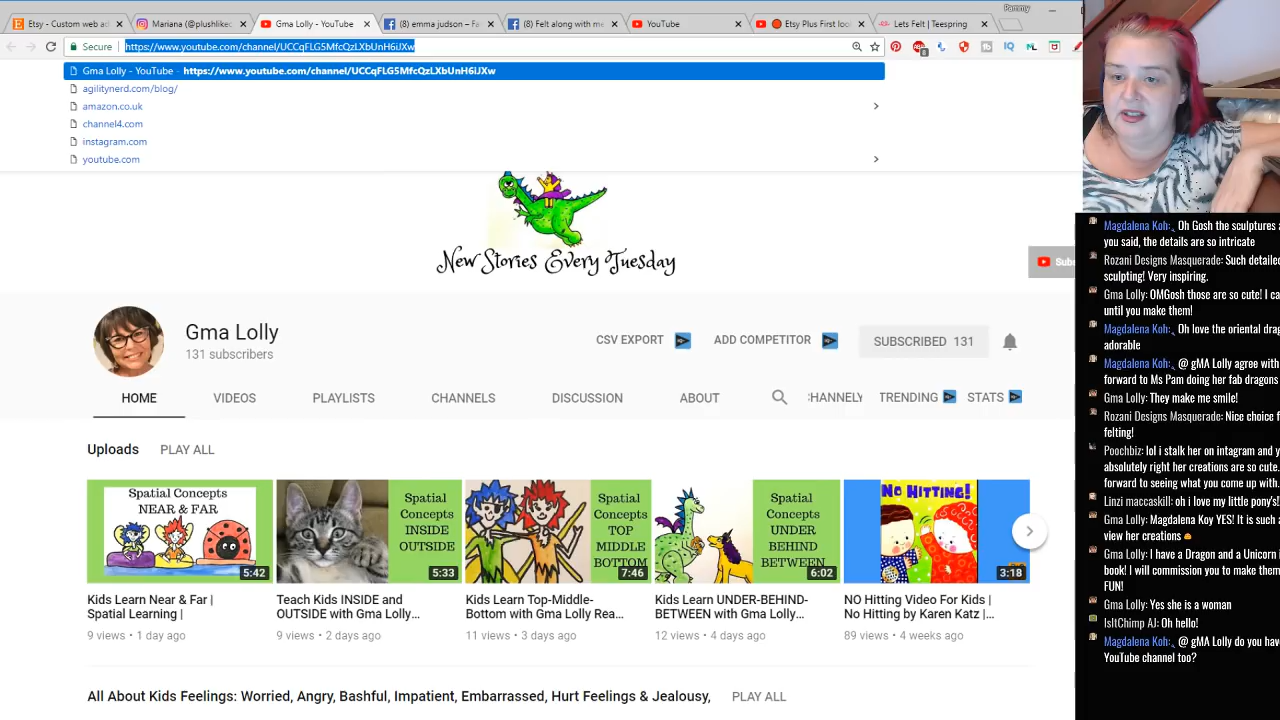 Etsy - Custom web ad
Mariana (@plushlikec
Gma Lolly - YouTube
(8) emma judson - Fa
(8) Felt along with me
YouTube
Etsy Plus First loo
Lets Felt | Teespring
Pammy
Secure
https://www.youtube.com/channel/UCCqFLG5MfcQzLXbUnH6iJXw
Gma Lolly - YouTube - https://www.youtube.com/channel/UCCqFLG5MfcQzLXbUnH6iJXw
agilitynerd.com/blog/
amazon.co.uk
channel4.com
instagram.com
youtube.com
New Stories Every Tuesday
Subs
Gma Lolly
131 subscribers
CSV EXPORT
ADD COMPETITOR
SUBSCRIBED 131
HOME
VIDEOS
PLAYLISTS
CHANNELS
DISCUSSION
ABOUT
CHANNELY
TRENDING
STATS
Uploads
PLAY ALL
Spatial Concepts
NEAR & FAR
5:42
Spatial
Concepts
INSIDE
OUTSIDE
5:33
Spatial
Concepts
TOP
MIDDLE
BOTTOM
7:46
Spatial
Concepts
UNDER
BEHIND
BETWEEN
6:02
NO HITTING!
3:18
Kids Learn Near & Far |
Spatial Learning |
9 views • 1 day ago
Teach Kids INSIDE and
OUTSIDE with Gma Lolly...
9 views • 2 days ago
Kids Learn Top-Middle-
Bottom with Gma Lolly Rea...
11 views • 3 days ago
Kids Learn UNDER-BEHIND-
BETWEEN with Gma Lolly...
12 views • 4 days ago
NO Hitting Video For Kids |
No Hitting by Karen Katz |...
89 views • 4 weeks ago
All About Kids Feelings: Worried, Angry, Bashful, Impatient, Embarrassed, Hurt Feelings & Jealousy,
PLAY ALL
Magdalena Koh: Oh Gosh the sculptures a
you said, the details are so intricate
Rozani Designs Masquerade: Such detailed
sculpting! Very inspiring.
Gma Lolly: OMGosh those are so cute! I ca
until you make them!
Magdalena Koh: Oh love the oriental drag
adorable
Magdalena Koh: @ gMA Lolly agree with
forward to Ms Pam doing her fab dragons
Gma Lolly: They make me smile!
Rozani Designs Masquerade: Nice choice f
felting!
Poochbiz: lol i stalk her on intagram and y
absolutely right her creations are so cute.
forward to seeing what you come up with.
Linzi maccaskill: oh i love my little pony's!
Gma Lolly: Magdalena Koy YES! It is such a
view her creations
Gma Lolly: I have a Dragon and a Unicorn i
book! I will commission you to make them
FUN!
Gma Lolly: Yes she is a woman
IsItChimp AJ: Oh hello!
Magdalena Koh: @ gMA Lolly do you have
YouTube channel too?